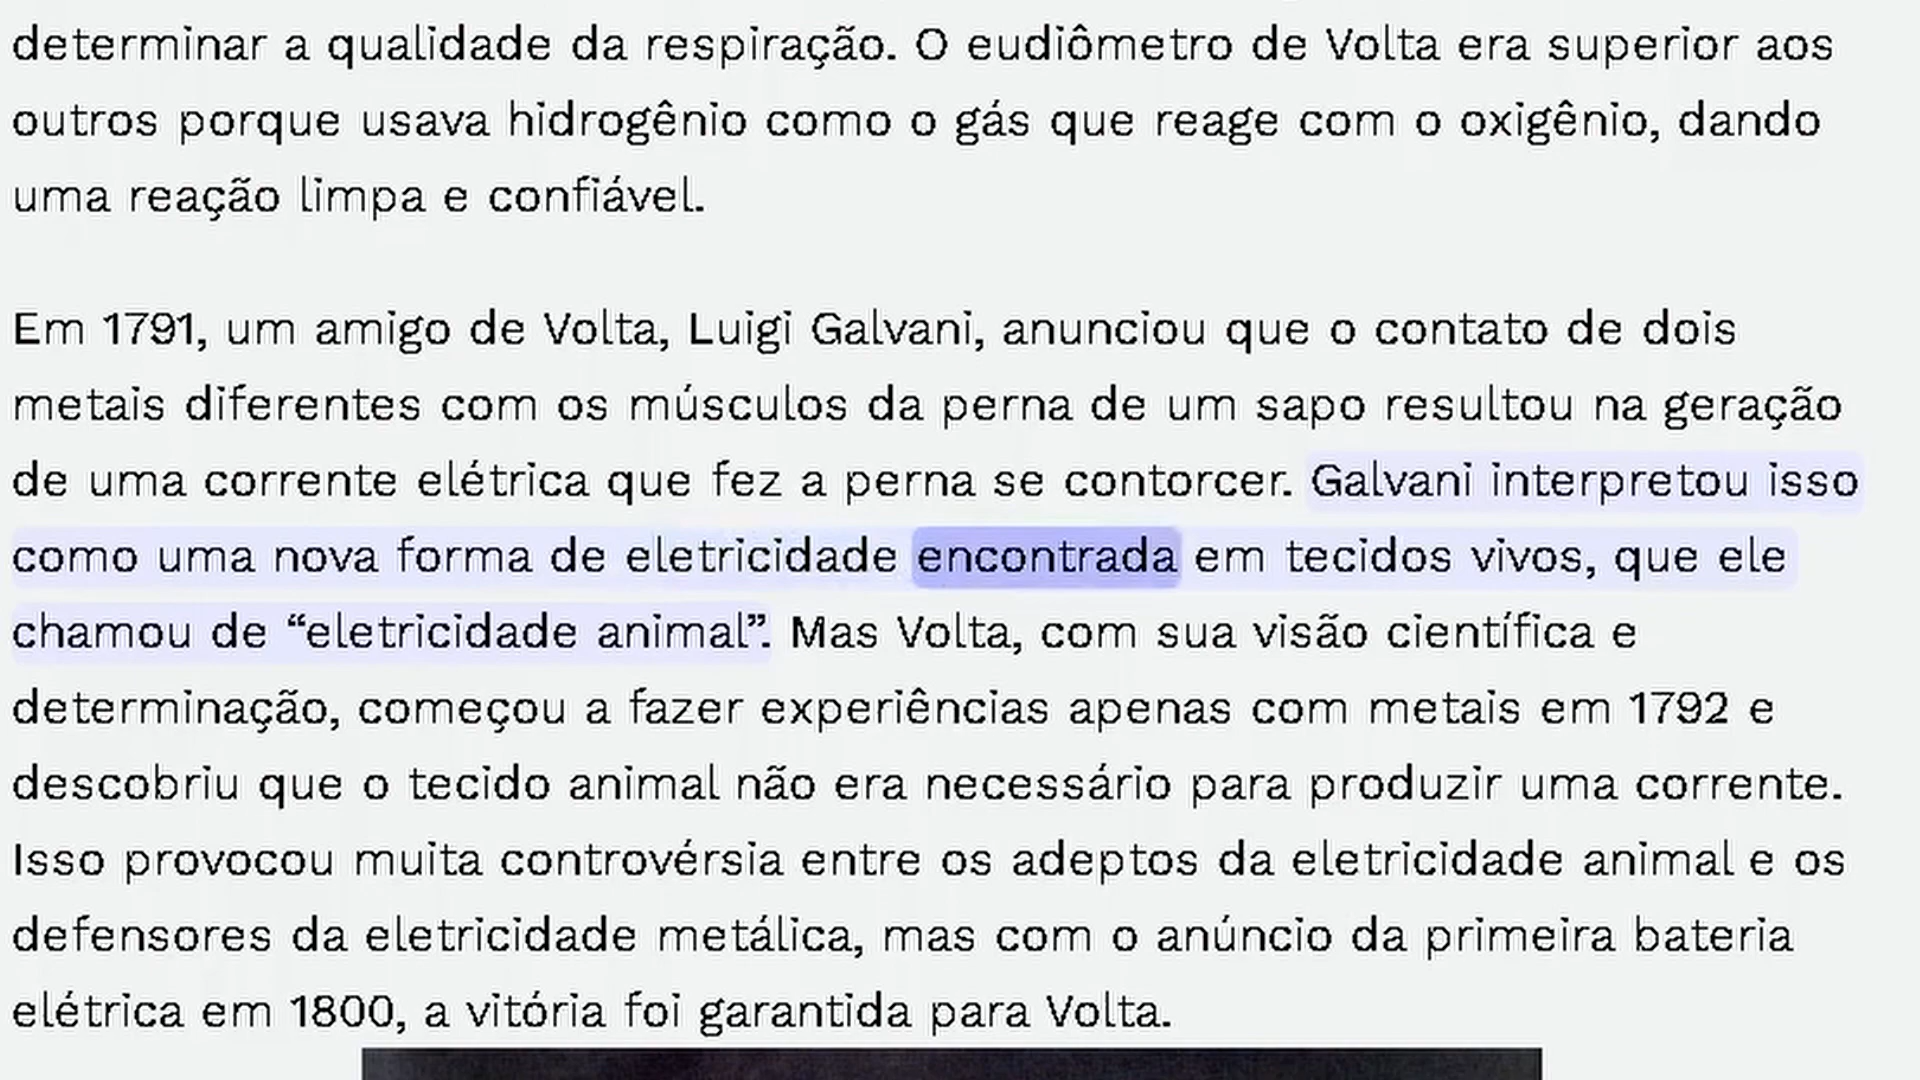 determinar a qualidade da respiração. O eudiômetro de Volta era superior aos
outros porque usava hidrogênio como o gás que reage com o oxigênio, dando
uma reação limpa e confiável.
Em 1791, um amigo de Volta, Luigi Galvani, anunciou que o contato de dois
metais diferentes com os músculos da perna de um sapo resultou na geração
de uma corrente elétrica que fez a perna se contorcer. Galvani interpretou isso
como uma nova forma de eletricidade encontrada em tecidos vivos, que ele
chamou de “eletricidade animal”. Mas Volta, com sua visão científica e
determinação, começou a fazer experiências apenas com metais em 1792 e
descobriu que o tecido animal não era necessário para produzir uma corrente.
Isso provocou muita controvérsia entre os adeptos da eletricidade animal e os
defensores da eletricidade metálica, mas com o anúncio da primeira bateria
elétrica em 1800, a vitória foi garantida para Volta.